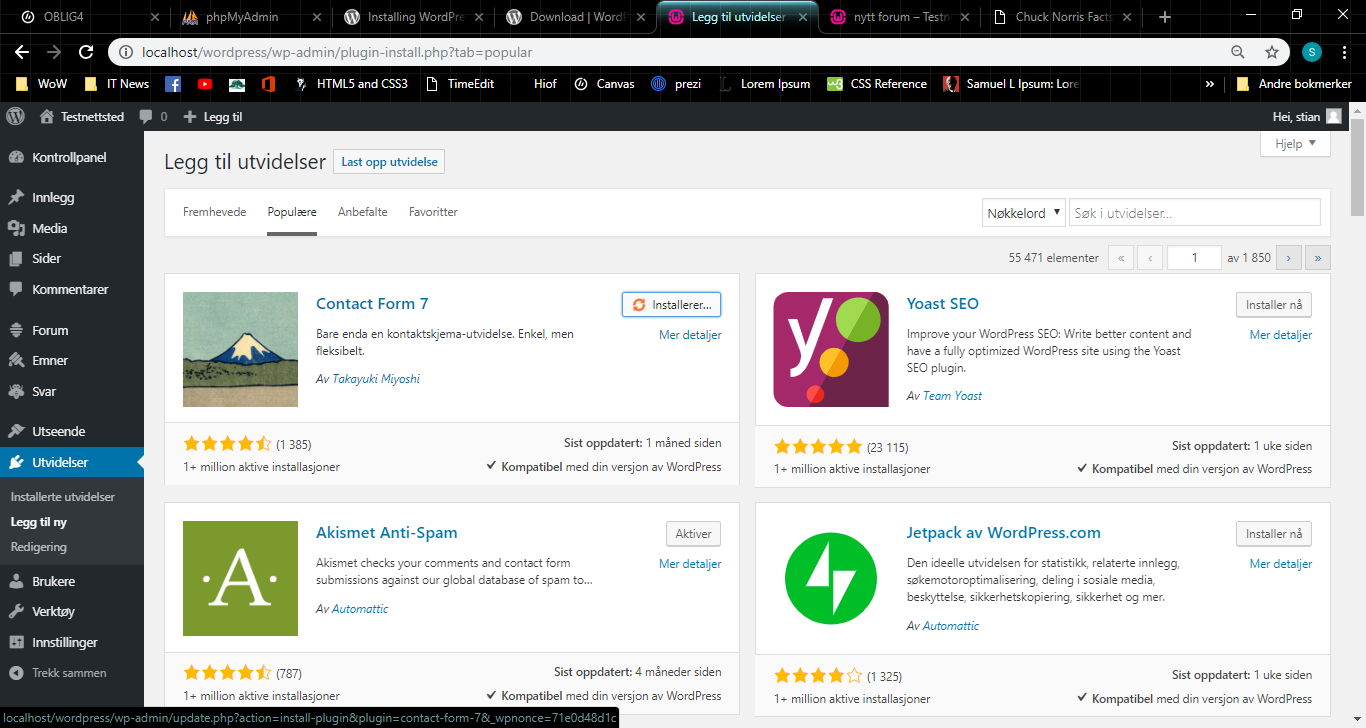 OBLIG4
phpMyAdmin
Installing WordPre
Download | WordF
Legg til utvidelser
nytt forum – Testn
Chuck Norris Facts
localhost/wordpress/wp-admin/plugin-install.php?tab=popular
S
WoW
IT News
HTML5 and CSS3
TimeEdit
Hiof
Canvas
prezi
Lorem Ipsum
CSS Reference
Samuel L Ipsum: Lore
»
Andre bokmerker
Testnettsted
0
Legg til
Hei, stian
Kontrollpanel
Innlegg
Media
Sider
Kommentarer
Forum
Emner
Svar
Utseende
Utvidelser
Installerte utvidelser
Legg til ny
Redigering
Brukere
Verktøy
Innstillinger
Trekk sammen
Hjelp
Legg til utvidelser
Last opp utvidelse
Fremhevede
Populære
Anbefalte
Favoritter
Nøkkelord
Søk i utvidelser...
55 471 elementer
«
‹
1
av 1 850
›
»
Contact Form 7
Installerer...
Mer detaljer
Bare enda en kontaktskjema-utvidelse. Enkel, men
fleksibelt.
Av Takayuki Miyoshi
(1 385)
1+ million aktive installasjoner
Sist oppdatert: 1 måned siden
Kompatibel med din versjon av WordPress
y
Yoast SEO
Installer nå
Mer detaljer
Improve your WordPress SEO: Write better content and
have a fully optimized WordPress site using the Yoast
SEO plugin.
Av Team Yoast
(23 115)
1+ million aktive installasjoner
Sist oppdatert: 1 uke siden
Kompatibel med din versjon av WordPress
·A·
Akismet Anti-Spam
Aktiver
Mer detaljer
Akismet checks your comments and contact form
submissions against our global database of spam to...
Av Automattic
(787)
1+ million aktive installasjoner
Sist oppdatert: 4 måneder siden
Kompatibel med din versjon av WordPress
Jetpack av WordPress.com
Installer nå
Mer detaljer
Den ideelle utvidelsen for statistikk, relaterte innlegg,
søkemotoroptimalisering, deling i sosiale media,
beskyttelse, sikkerhetskopiering, sikkerhet og mer.
Av Automattic
(1 325)
1+ million aktive installasjoner
Sist oppdatert: 1 uke siden
Kompatibel med din versjon av WordPress
localhost/wordpress/wp-admin/update.php?action=install-plugin&plugin=contact-form-7&_wpnonce=71e0d48d1c